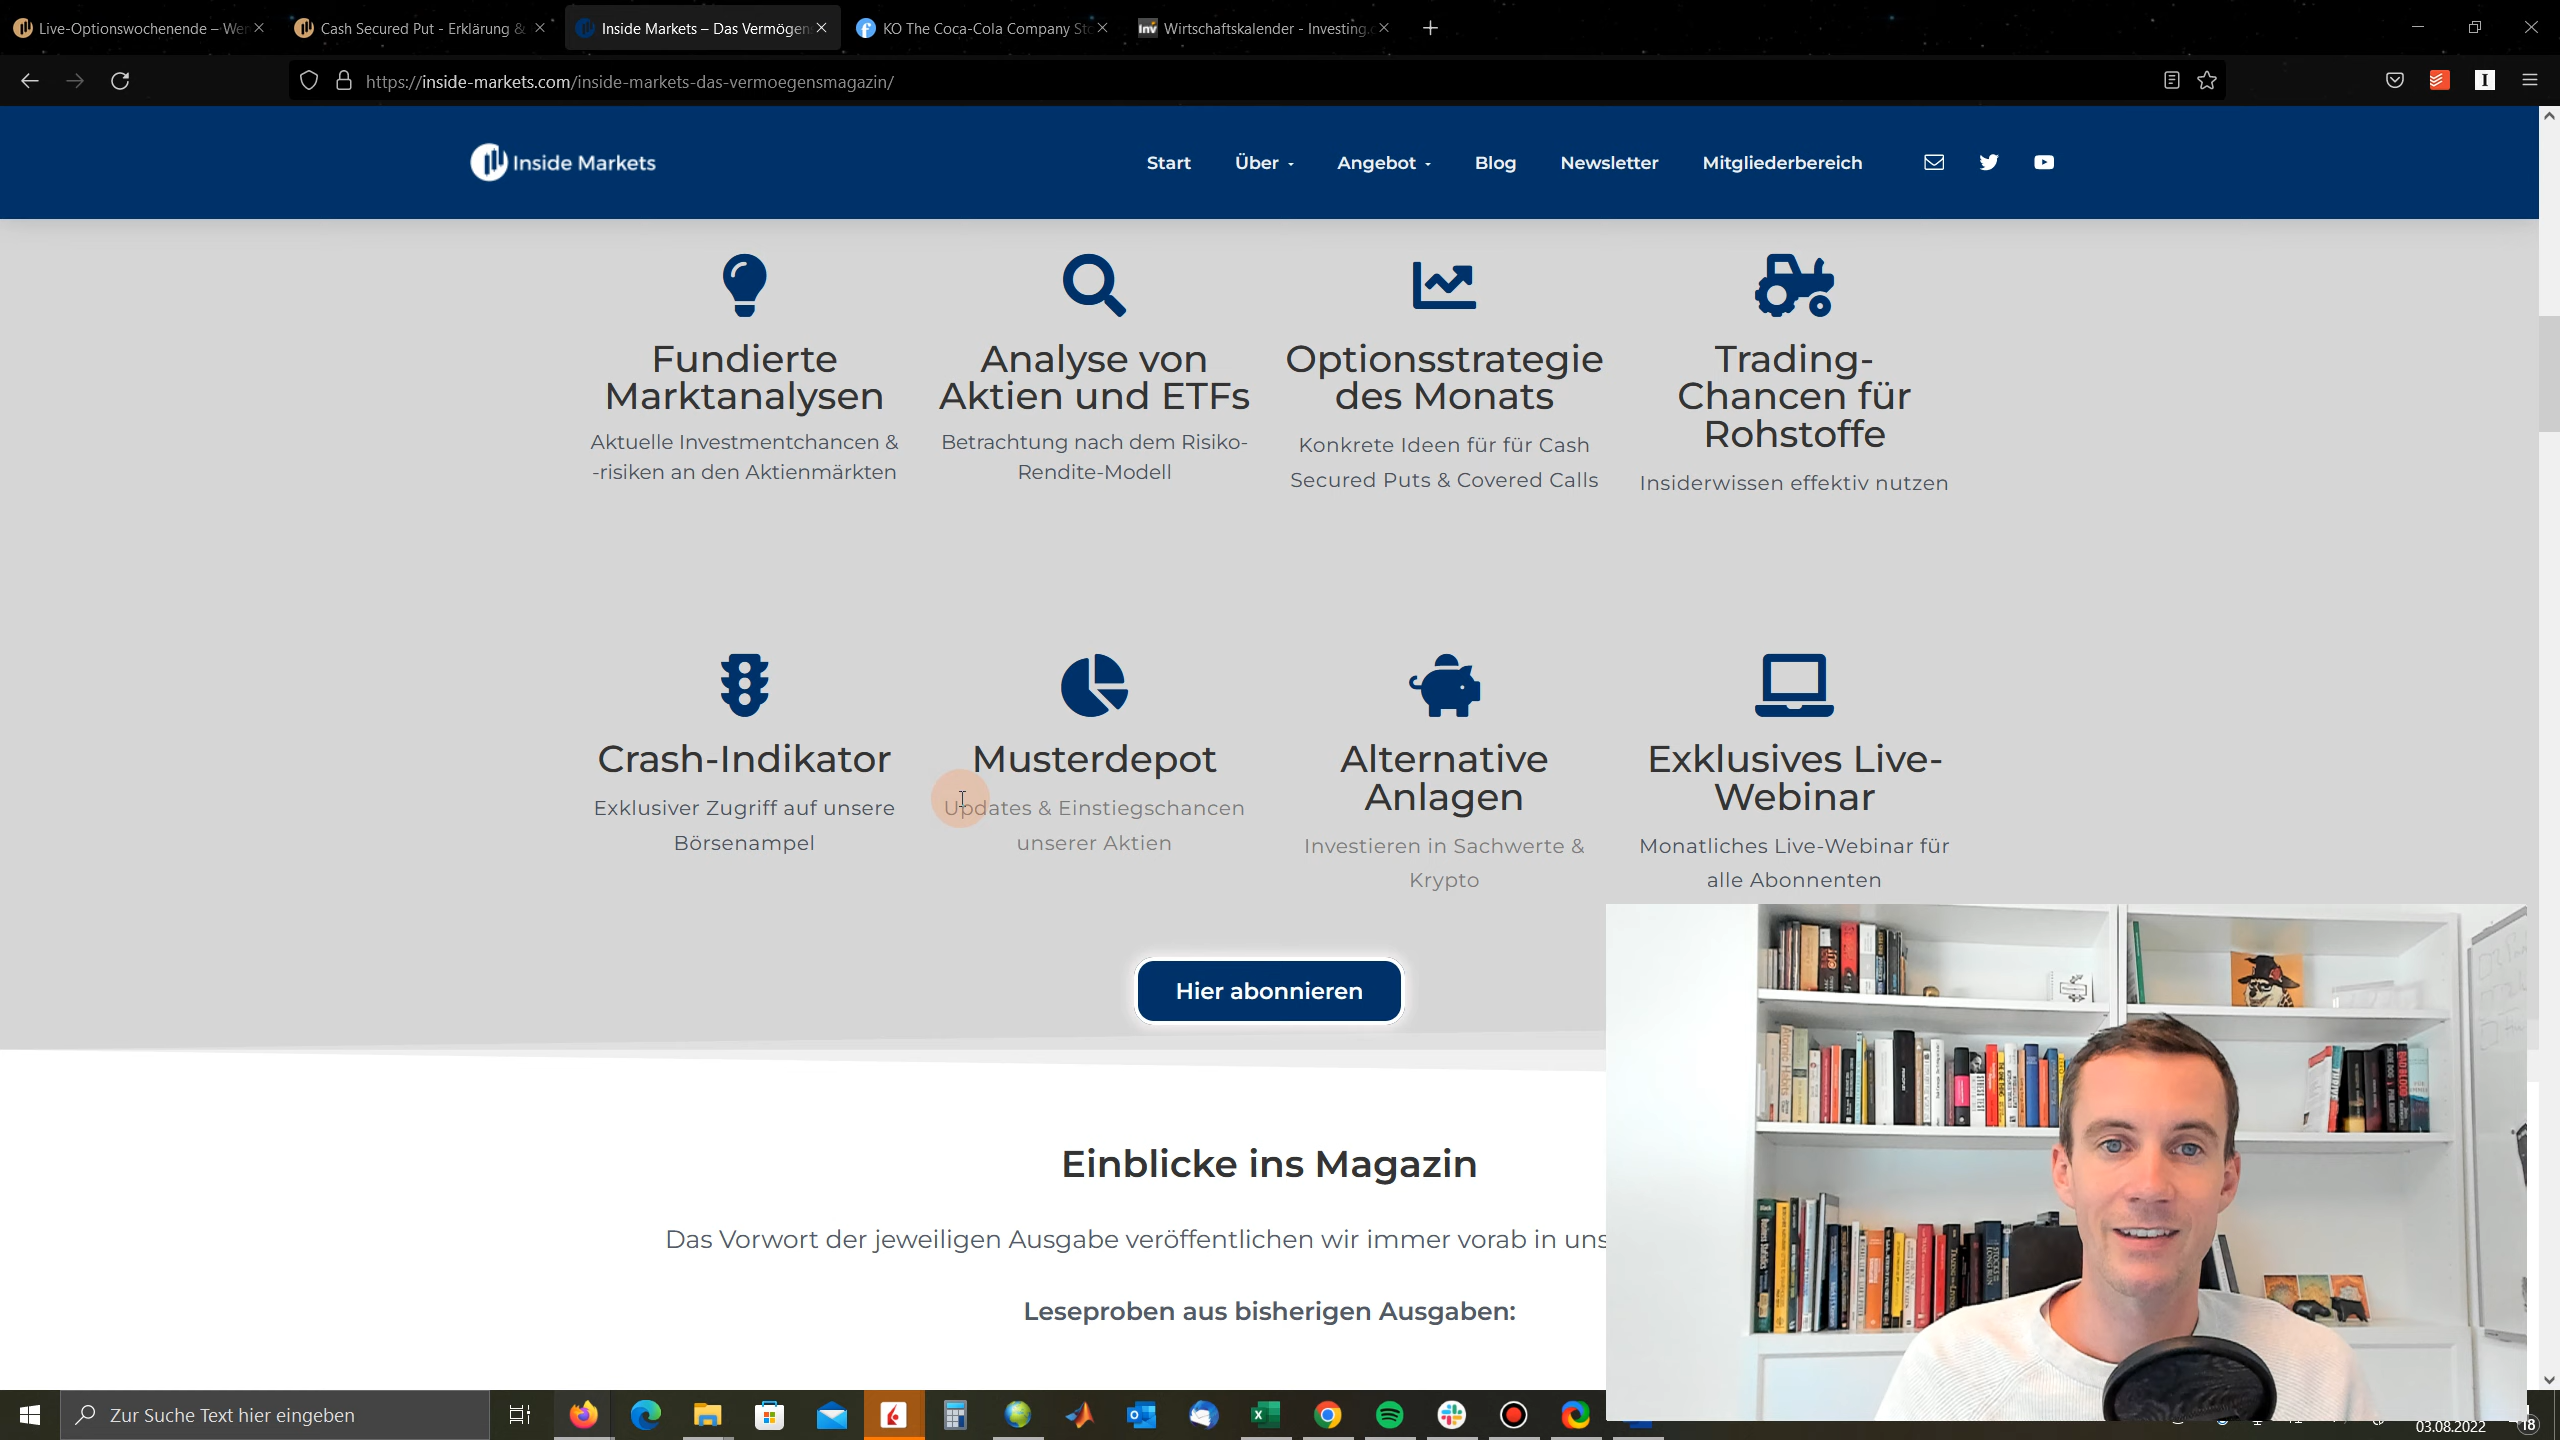 Live-Optionswochenende – Wer
Cash Secured Put - Erklärung &
Inside Markets – Das Vermögen
KO The Coca-Cola Company Sto
Wirtschaftskalender - Investing.c
https://inside-markets.com/inside-markets-das-vermoegensmagazin/
Inside Markets
Start
Über
Angebot
Blog
Newsletter
Mitgliederbereich
Fundierte
Marktanalysen
Aktuelle Investmentchancen &
-risiken an den Aktienmärkten
Analyse von
Aktien und ETFs
Betrachtung nach dem Risiko-
Rendite-Modell
Optionsstrategie
des Monats
Konkrete Ideen für für Cash
Secured Puts & Covered Calls
Trading-
Chancen für
Rohstoffe
Insiderwissen effektiv nutzen
Crash-Indikator
Exklusiver Zugriff auf unsere
Börsenampel
Musterdepot
Updates & Einstiegschancen
unserer Aktien
Alternative
Anlagen
Investieren in Sachwerte &
Krypto
Exklusives Live-
Webinar
Monatliches Live-Webinar für
alle Abonnenten
Hier abonnieren
Einblicke ins Magazin
Das Vorwort der jeweiligen Ausgabe veröffentlichen wir immer vorab in uns
Leseproben aus bisherigen Ausgaben:
Zur Suche Text hier eingeben
03.08.2022
18